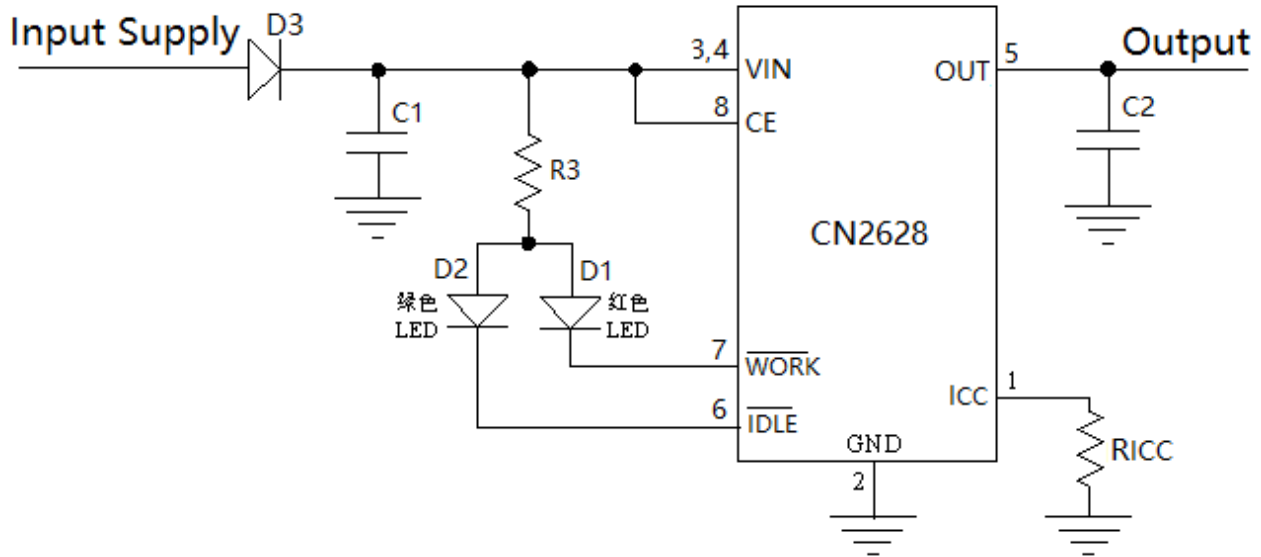 Input Supply
D3
3,4
VIN
OUT
5
Output
C1
8
CE
C2
R3
CN2628
D2
D1
绿色
LED
红色
LED
7
WORK
ICC
1
6
IDLE
GND
RICC
2